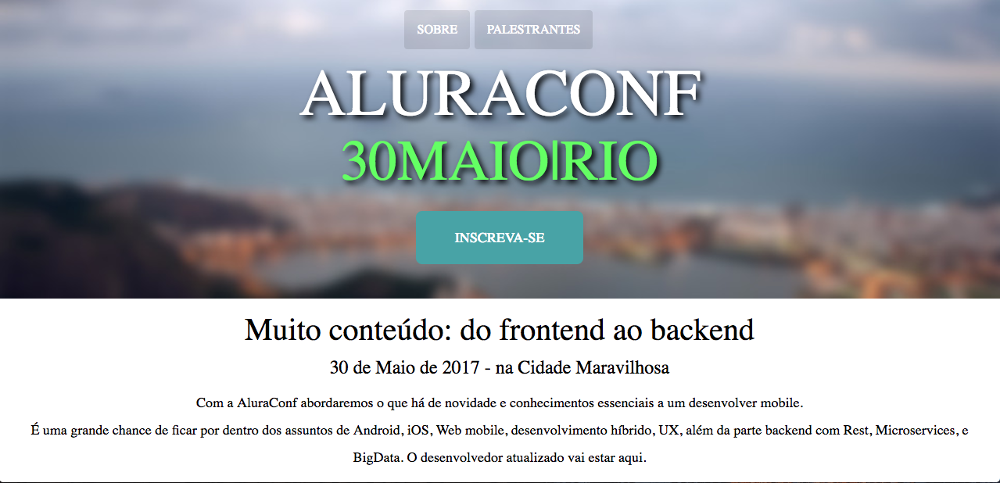 SOBRE PALESTRANTES
ALURACONF
30MAIO|RIO
INSCREVA-SE
Muito conteúdo: do frontend ao backend
30 de Maio de 2017 - na Cidade Maravilhosa
Com a AluraConf abordaremos o que há de novidade e conhecimentos essenciais a um desenvolver mobile.
É uma grande chance de ficar por dentro dos assuntos de Android, iOS, Web mobile, desenvolvimento híbrido, UX, além da parte backend com Rest, Microservices, e
BigData. O desenvolvedor atualizado vai estar aqui.